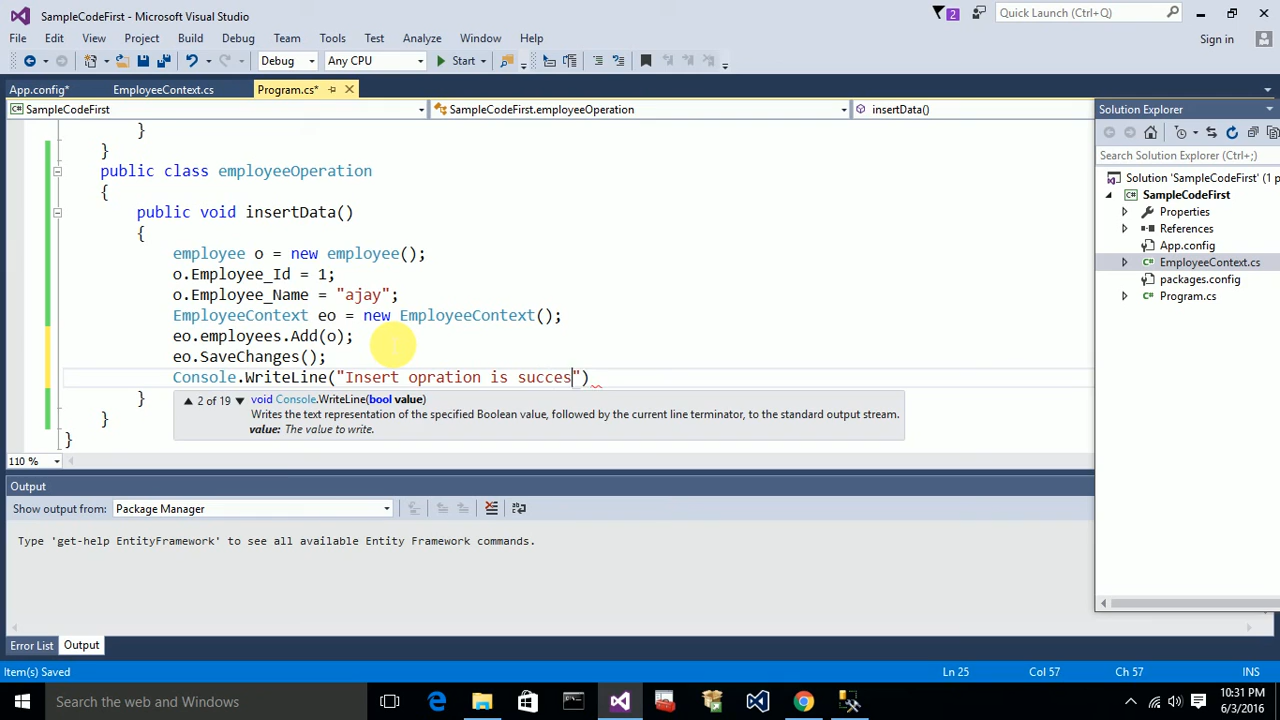 SampleCodeFirst - Microsoft Visual Studio
2
Quick Launch (Ctrl+Q)
File Edit View Project Build Debug Team Tools Test Analyze Window Help
Sign in
Debug Any CPU Start
App.config* EmployeeContext.cs Program.cs*
SampleCodeFirst SampleCodeFirst.employeeOperation insertData()
Solution Explorer
Search Solution Explorer (Ctrl+;)
Solution 'SampleCodeFirst' (1 p
SampleCodeFirst
Properties
References
App.config
EmployeeContext.cs
packages.config
Program.cs
}
}
public class employeeOperation
{
public void insertData()
{
employee o = new employee();
o.Employee_Id = 1;
o.Employee_Name = "ajay";
EmployeeContext eo = new EmployeeContext();
eo.employees.Add(o);
eo.SaveChanges();
Console.WriteLine("Insert opration is succes")
}
2 of 19 void Console.WriteLine(bool value)
Writes the text representation of the specified Boolean value, followed by the current line terminator, to the standard output stream.
value: The value to write.
}
}
110 %
Output
Show output from: Package Manager
Type 'get-help EntityFramework' to see all available Entity Framework commands.
Error List Output
Item(s) Saved Ln 25 Col 57 Ch 57 INS
Search the web and Windows
10:31 PM
6/3/2016